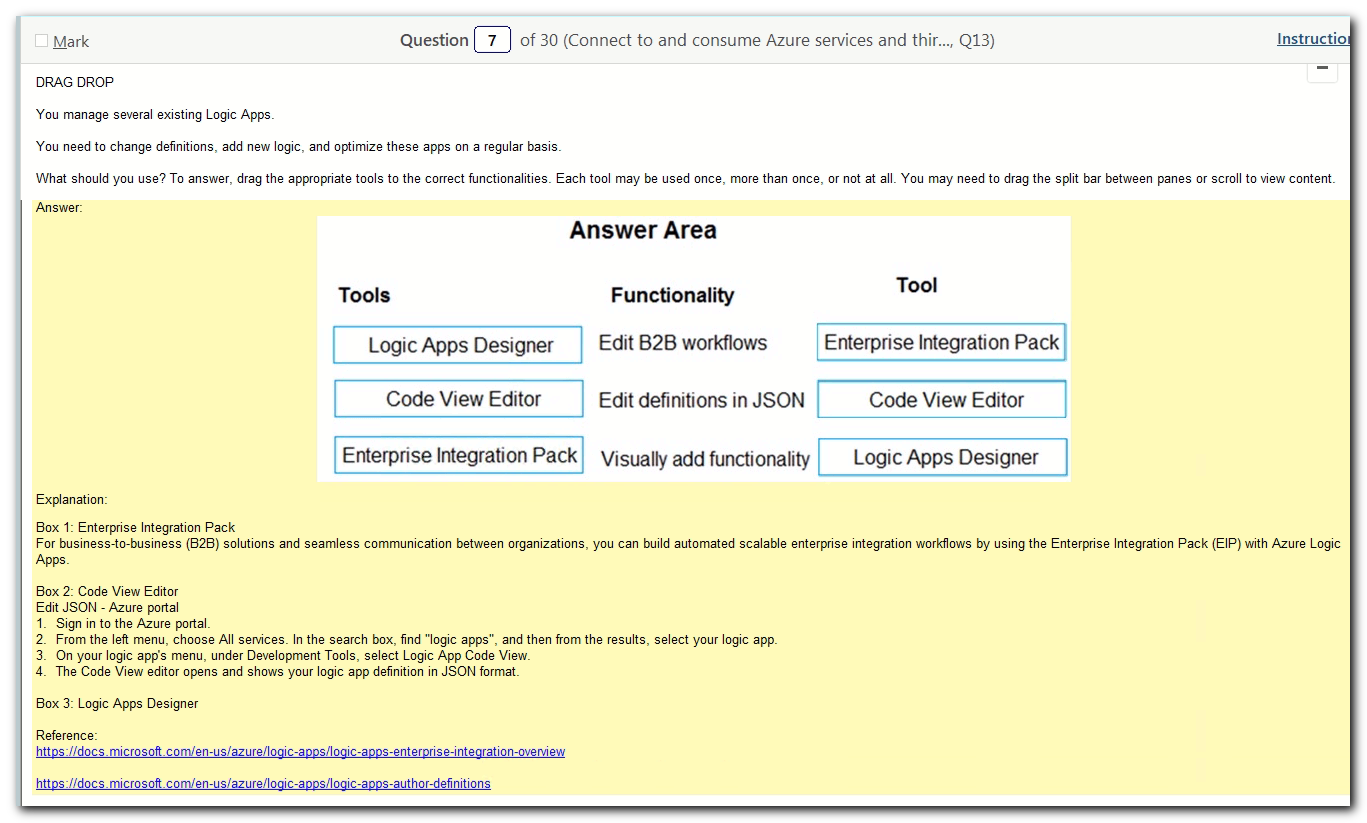 Mark
Question 7 of 30 (Connect to and consume Azure services and thir..., Q13)
DRAG DROP
You manage several existing Logic Apps.
You need to change definitions, add new logic, and optimize these apps on a regular basis.
What should you use? To answer, drag the appropriate tools to the correct functionalities. Each tool may be used once, more than once, or not at all. You may need to drag the split bar between panes or scroll to view content.
Answer:
Answer Area
Tools Functionality Tool
Logic Apps Designer Edit B2B workflows Enterprise Integration Pack
Code View Editor Edit definitions in JSON Code View Editor
Enterprise Integration Pack Visually add functionality Logic Apps Designer
Explanation:
Box 1: Enterprise Integration Pack
For business-to-business (B2B) solutions and seamless communication between organizations, you can build automated scalable enterprise integration workflows by using the Enterprise Integration Pack (EIP) with Azure Logic
Apps.
Box 2: Code View Editor
Edit JSON - Azure portal
1. Sign in to the Azure portal.
2. From the left menu, choose All services. In the search box, find "logic apps", and then from the results, select your logic app.
3. On your logic app's menu, under Development Tools, select Logic App Code View.
4. The Code View editor opens and shows your logic app definition in JSON format.
Box 3: Logic Apps Designer
Reference:
https://docs.microsoft.com/en-us/azure/logic-apps/logic-apps-enterprise-integration-overview
https://docs.microsoft.com/en-us/azure/logic-apps/logic-apps-author-definitions